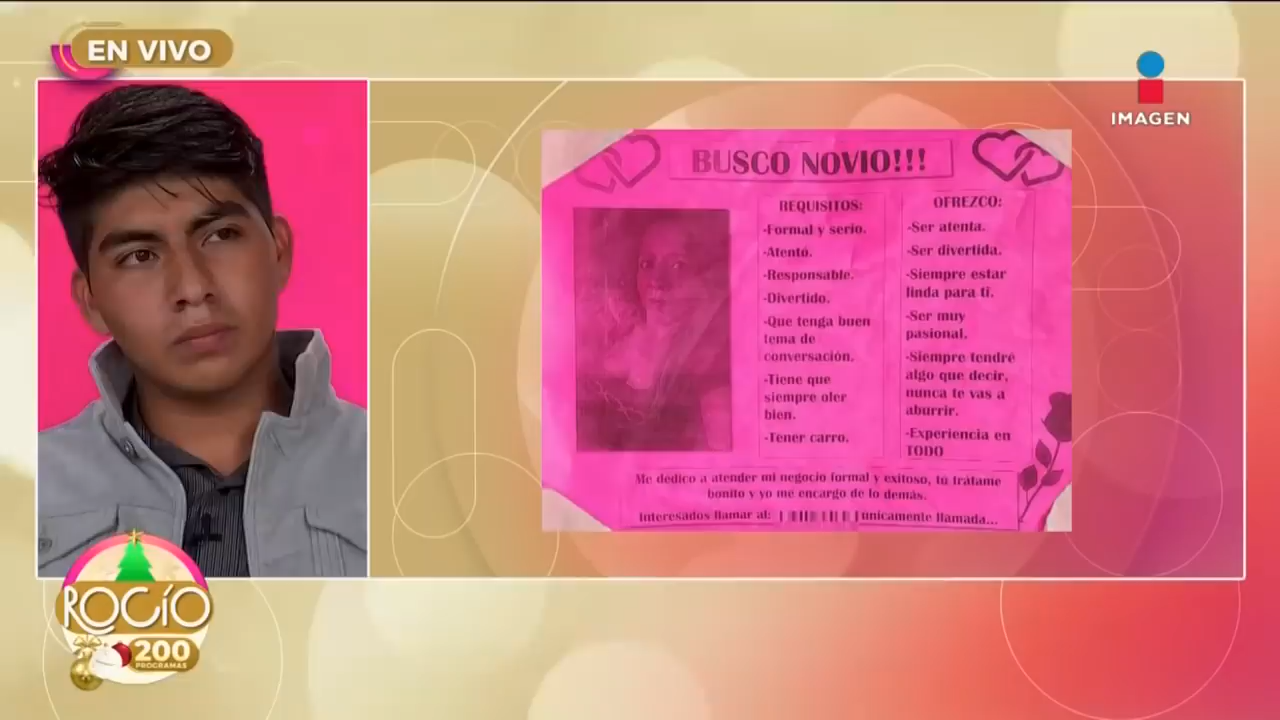 EN VIVO
IMAGEN
BUSCO NOVIO!!!
REQUISITOS:
-Formal y serio.
-Atento.
-Responsable.
-Divertido.
-Que tenga buen
tema de
conversación.
-Tiene que
siempre oler
bien.
-Tener carro.
OFREZCO:
-Ser atenta.
-Ser divertida.
-Siempre estar
linda para tí.
-Ser muy
pasional.
-Siempre tendré
algo que decir,
nunca te vas a
aburrir.
-Experiencia en
TODO
Me dédico a atender mi negocio formal y exitoso, tú trátame
bonito y yo me encargo de lo demás.
Interesados llamar al: únicamente llamada...
ROCÍO
200
PROGRAMAS